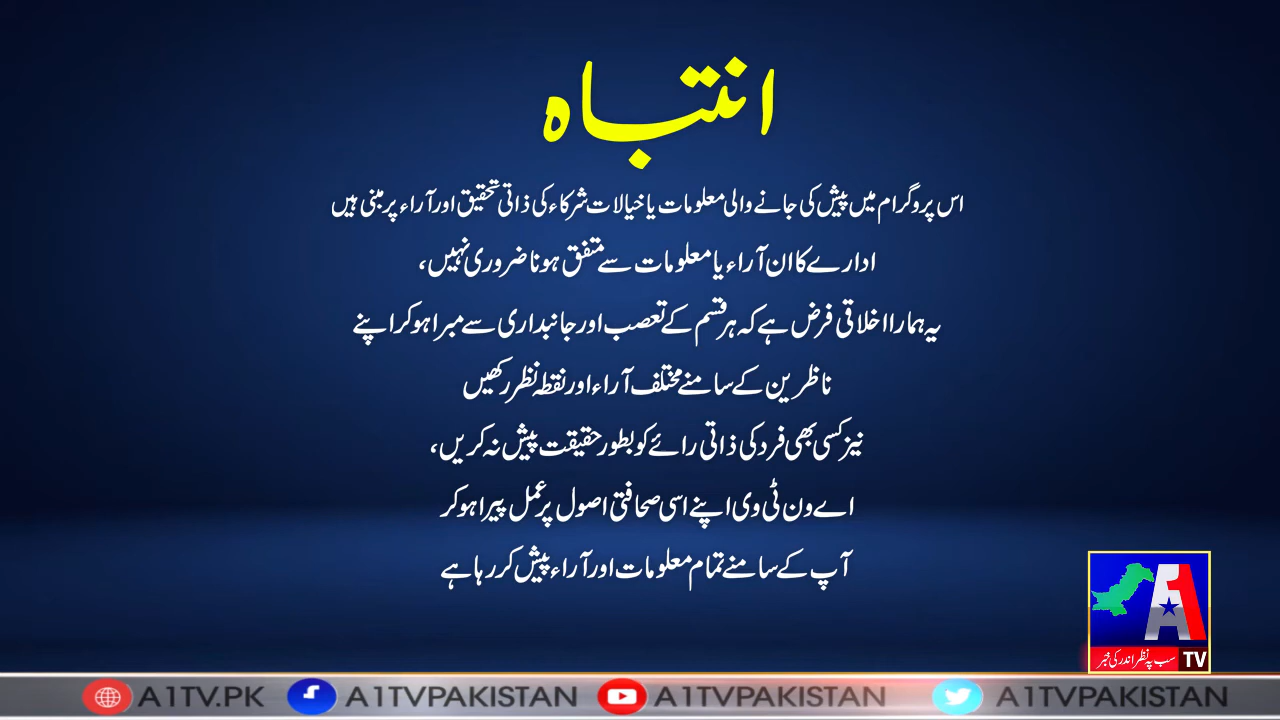 انتباہ
اس پروگرام میں پیش کی جانے والی معلومات یا خیالات شرکاء کی ذاتی تحقیق اور آراء پر مبنی ہیں
ادارے کا ان آراء یا معلومات سے متفق ہونا ضروری نہیں،
یہ ہمارا اخلاقی فرض ہے کہ ہر قسم کے تعصب اور جانبداری سے مبرا ہو کر اپنے
ناظرین کے سامنے مختلف آراء اور نقطہ نظر رکھیں
نیز کسی بھی فرد کی ذاتی رائے کو بطور حقیقت پیش نہ کریں،
اے ون ٹی وی اپنے اسی صحافتی اصول پر عمل پیرا ہو کر
آپ کے سامنے تمام معلومات اور آراء پیش کر رہا ہے
A1
سب پہ نظر اندر کی خبر TV
A1TV.PK A1TVPAKISTAN A1TVPAKISTAN A1TVPAKISTAN